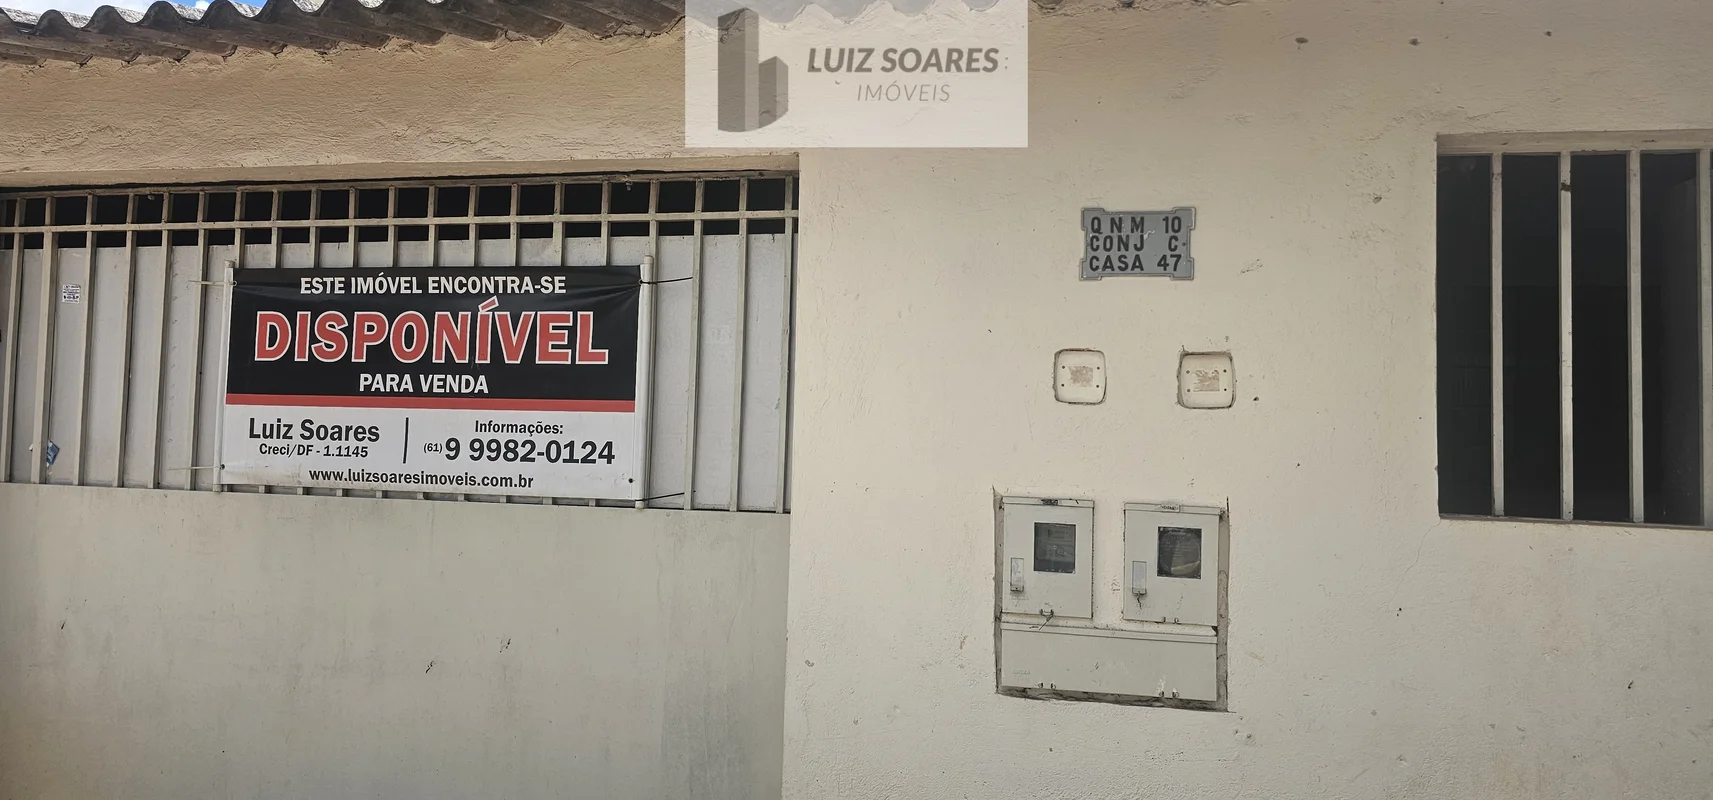 LUIZ SOARES
IMÓVEIS
ESTE IMÓVEL ENCONTRA-SE
DISPONÍVEL
PARA VENDA
Luiz Soares
Creci/DF - 1.1145
Informações:
(61) 9 9982-0124
www.luizsoaresimoveis.com.br
QNM 10
CONJ C
CASA 47